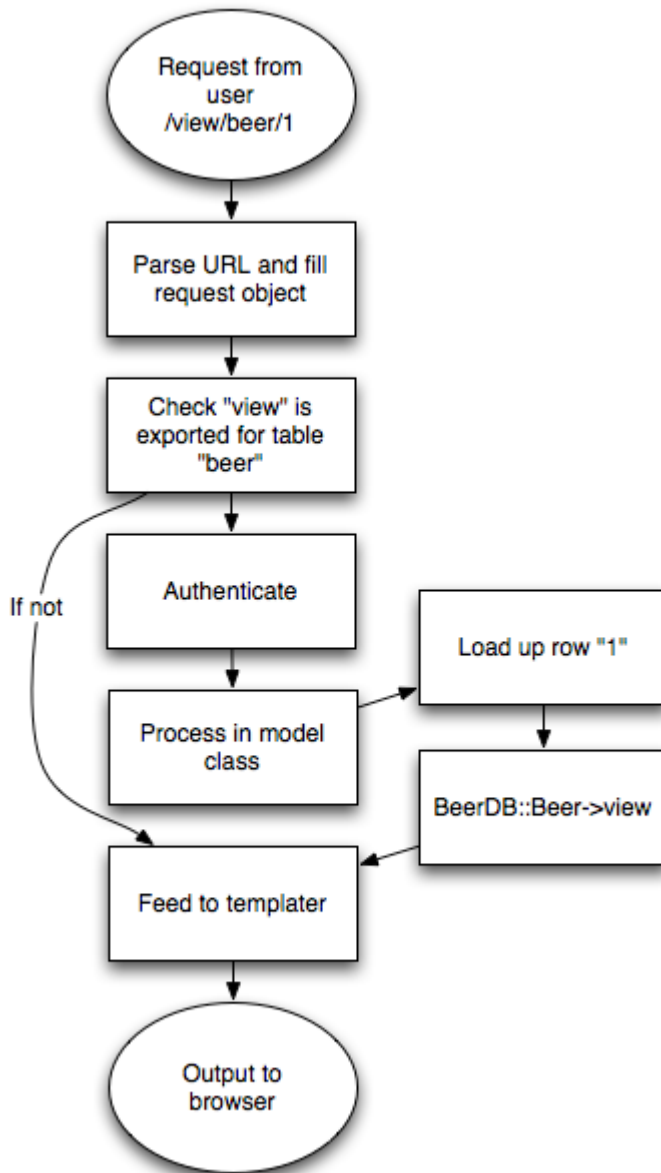 Request from
user
/view/beer/1
Parse URL and fill
request object
Check "view" is
exported for table
"beer"
If not
Authenticate
Load up row "1"
Process in model
class
BeerDB::Beer->view
Feed to templater
Output to
browser